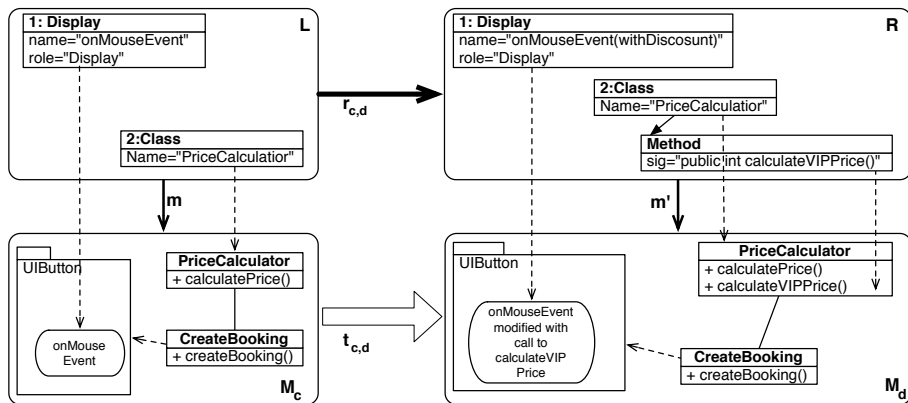 1: Display
name="onMouseEvent"
role="Display"
L
2:Class
Name="PriceCalculatior"
r c,d
1: Display
name="onMouseEvent(withDiscount)"
role="Display"
R
2:Class
Name="PriceCalculatior"
Method
sig="public int calculateVIPPrice()"
m
m'
UIButton
onMouse
Event
PriceCalculator
+ calculatePrice()
CreateBooking
+ createBooking()
M c
t c,d
UIButton
onMouseEvent
modified with
call to
calculateVIP
Price
PriceCalculator
+ calculatePrice()
+ calculateVIPPrice()
CreateBooking
+ createBooking()
M d